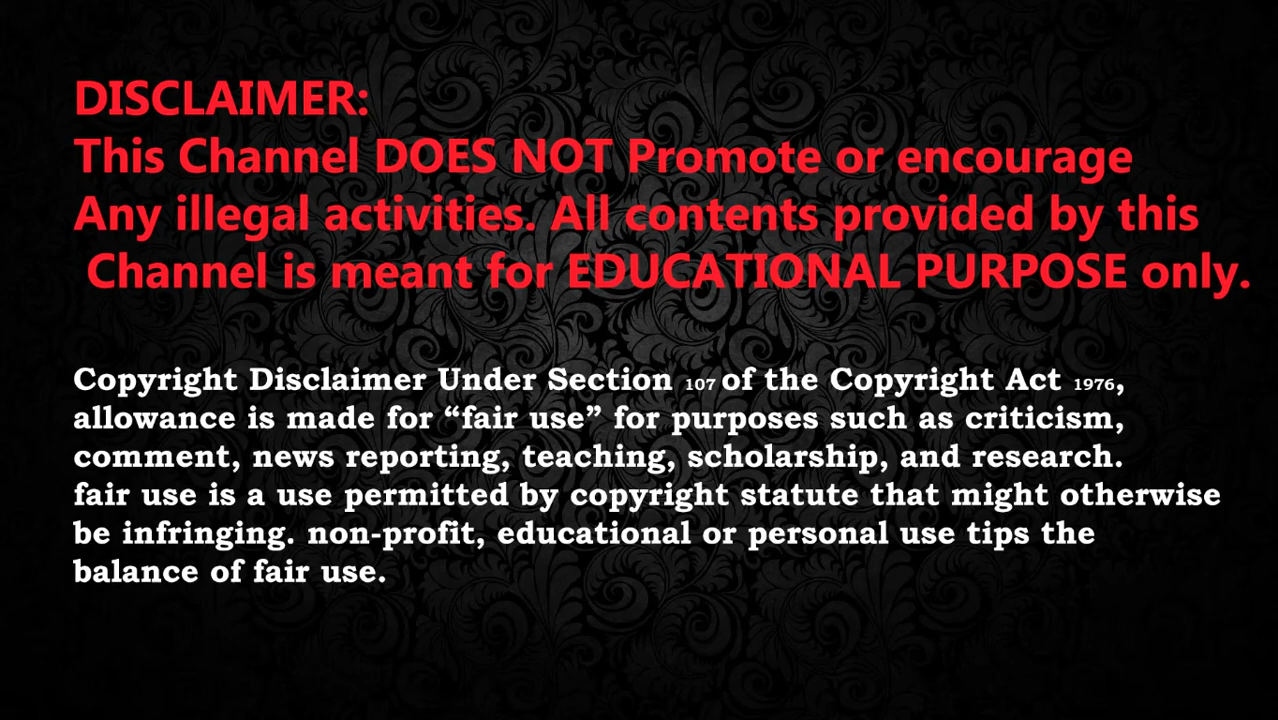 DISCLAIMER:
This Channel DOES NOT Promote or encourage
Any illegal activities. All contents provided by this
Channel is meant for EDUCATIONAL PURPOSE only.
Copyright Disclaimer Under Section 107 of the Copyright Act 1976,
allowance is made for “fair use” for purposes such as criticism,
comment, news reporting, teaching, scholarship, and research.
fair use is a use permitted by copyright statute that might otherwise
be infringing. non-profit, educational or personal use tips the
balance of fair use.